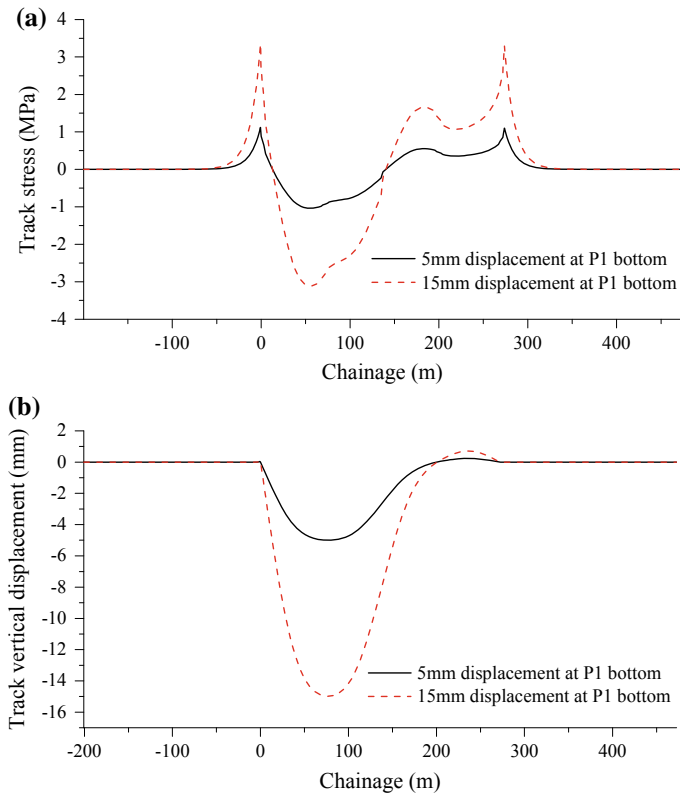 (a)
4
3
2
1
0
-1
-2
-3
-4
Track stress (MPa)
5mm displacement at P1 bottom
15mm displacement at P1 bottom
-100 0 100 200 300 400
Chainage (m)
(b)
2
0
-2
-4
-6
-8
-10
-12
-14
-16
Track vertical displacement (mm)
5mm displacement at P1 bottom
15mm displacement at P1 bottom
-200 -100 0 100 200 300 400
Chainage (m)